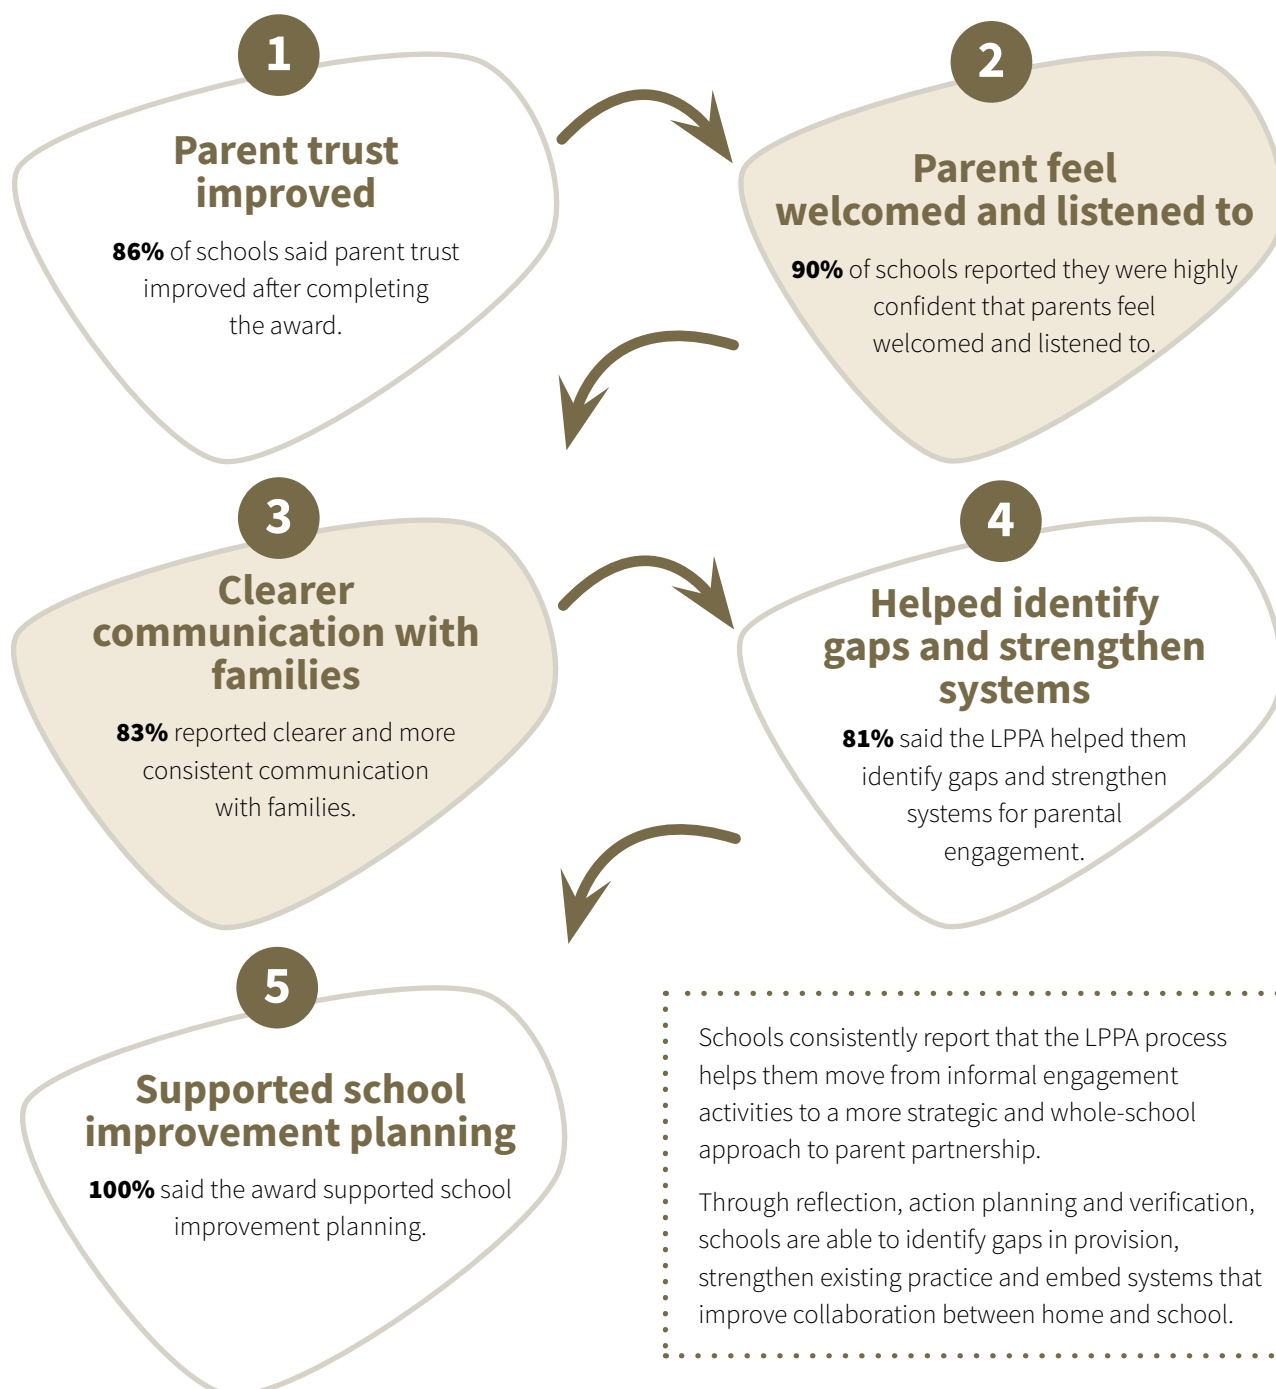 1
Parent trust
improved
86% of schools said parent trust
improved after completing
the award.
2
Parent feel
welcomed and listened to
90% of schools reported they were highly
confident that parents feel
welcomed and listened to.
3
Clearer
communication with
families
83% reported clearer and more
consistent communication
with families.
4
Helped identify
gaps and strengthen
systems
81% said the LPPA helped them
identify gaps and strengthen
systems for parental
engagement.
5
Supported school
improvement planning
100% said the award supported school
improvement planning.
Schools consistently report that the LPPA process
helps them move from informal engagement
activities to a more strategic and whole-school
approach to parent partnership.
Through reflection, action planning and verification,
schools are able to identify gaps in provision,
strengthen existing practice and embed systems that
improve collaboration between home and school.